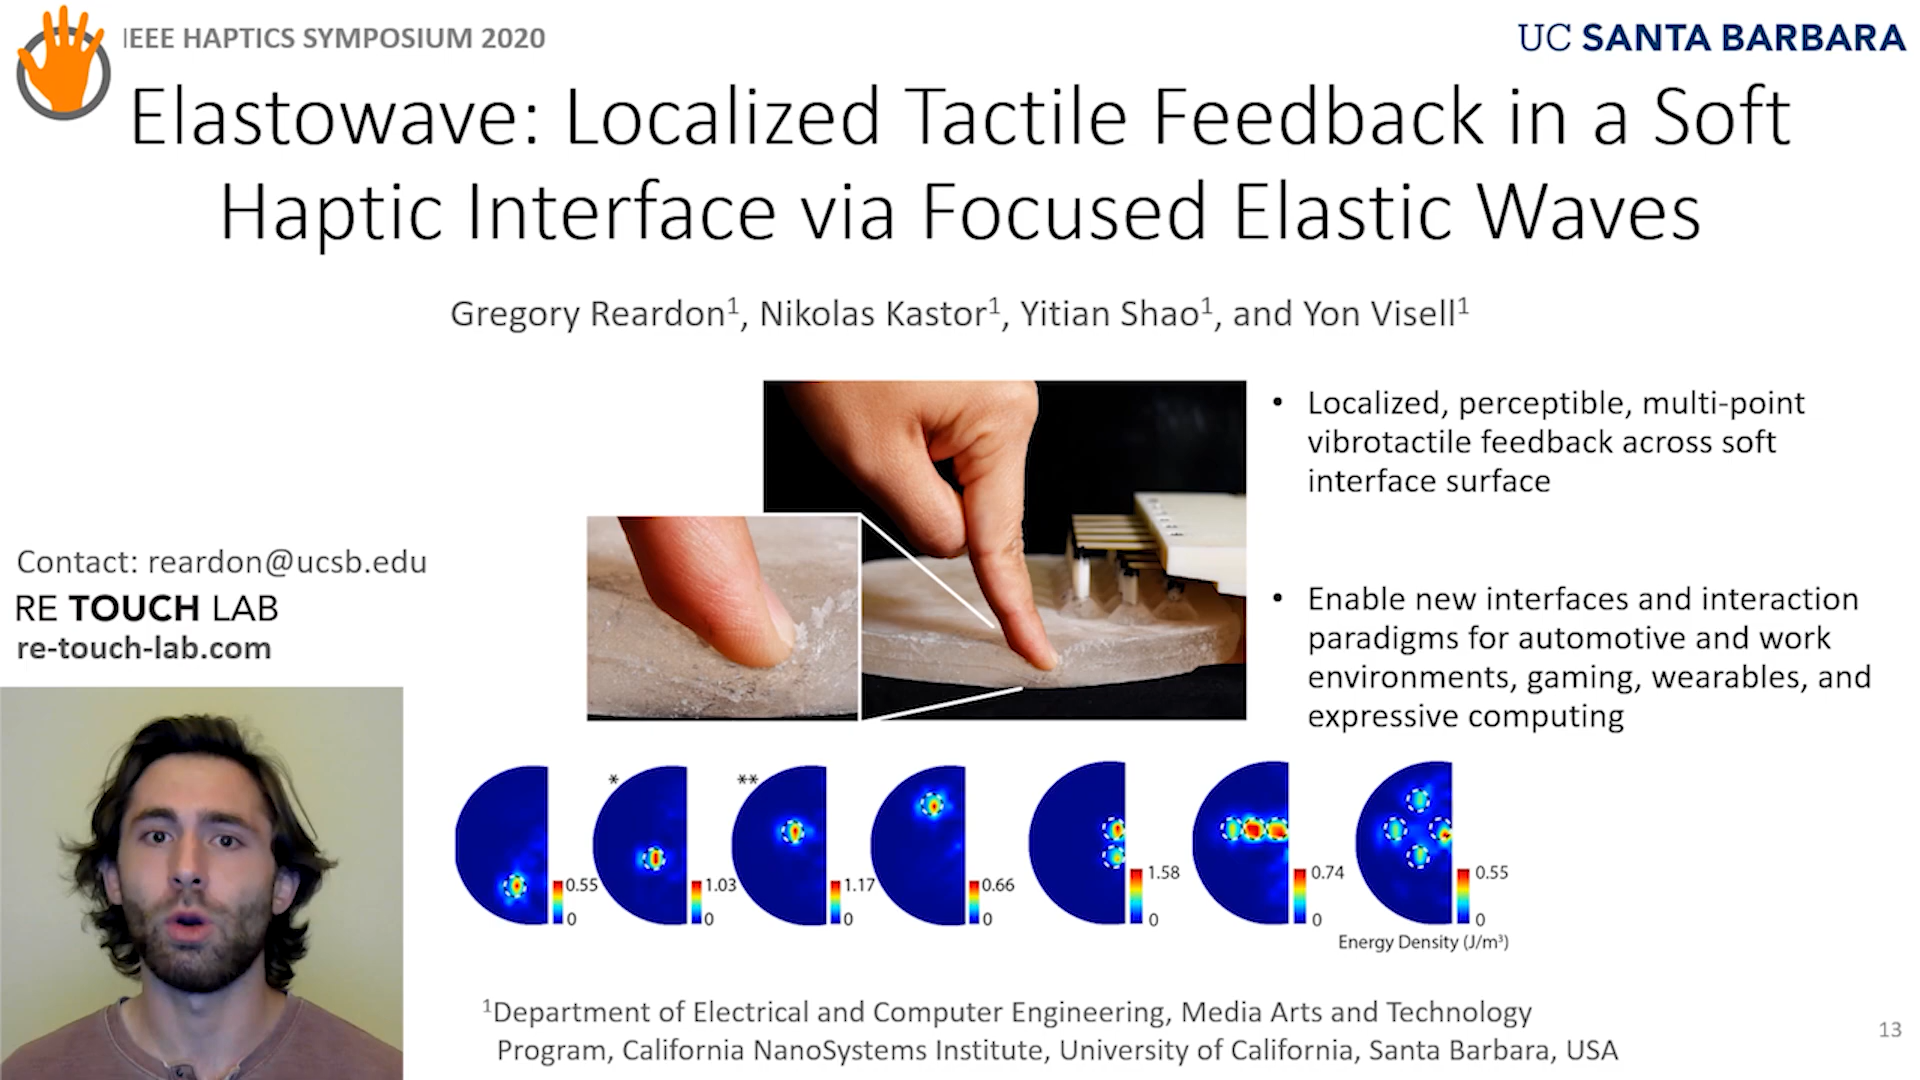 IEEE HAPTICS SYMPOSIUM 2020
UC SANTA BARBARA
Elastowave: Localized Tactile Feedback in a Soft
Haptic Interface via Focused Elastic Waves
Gregory Reardon¹, Nikolas Kastor¹, Yitian Shao¹, and Yon Visell¹
• Localized, perceptible, multi-point
vibrotactile feedback across soft
interface surface
• Enable new interfaces and interaction
paradigms for automotive and work
environments, gaming, wearables, and
expressive computing
Contact: reardon@ucsb.edu
RE TOUCH LAB
re-touch-lab.com
* **
0.55 1.03 1.17 0.66 1.58 0.74 0.55
0 0 0 0 0 0 0
Energy Density (J/m³)
¹Department of Electrical and Computer Engineering, Media Arts and Technology
Program, California NanoSystems Institute, University of California, Santa Barbara, USA
13